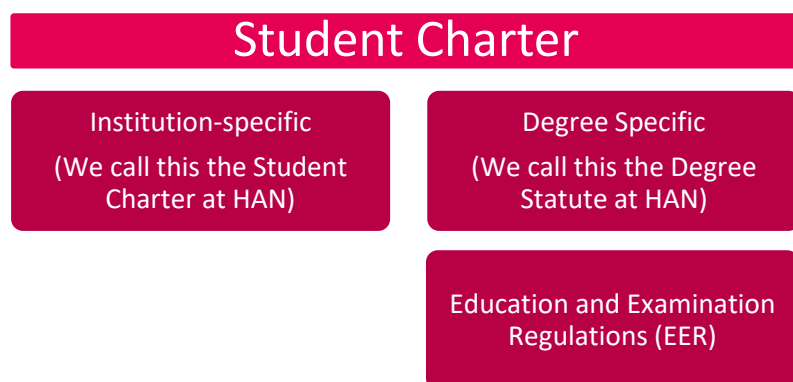 Student Charter
Institution-specific
(We call this the Student
Charter at HAN)
Degree Specific
(We call this the Degree
Statute at HAN)
Education and Examination
Regulations (EER)